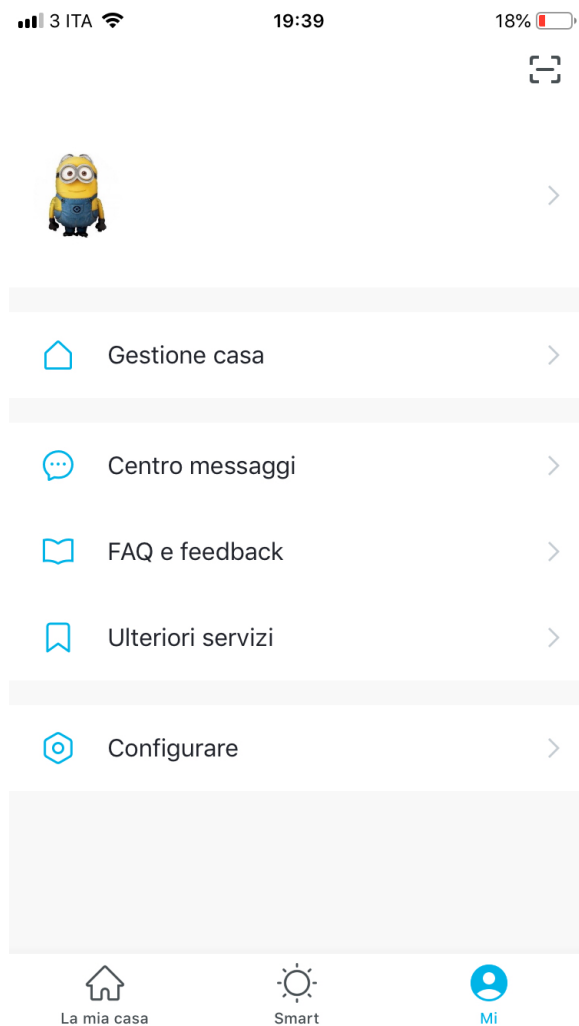 3 ITA 19:39 18%
Gestione casa
Centro messaggi
FAQ e feedback
Ulteriori servizi
Configurare
La mia casa Smart Mi